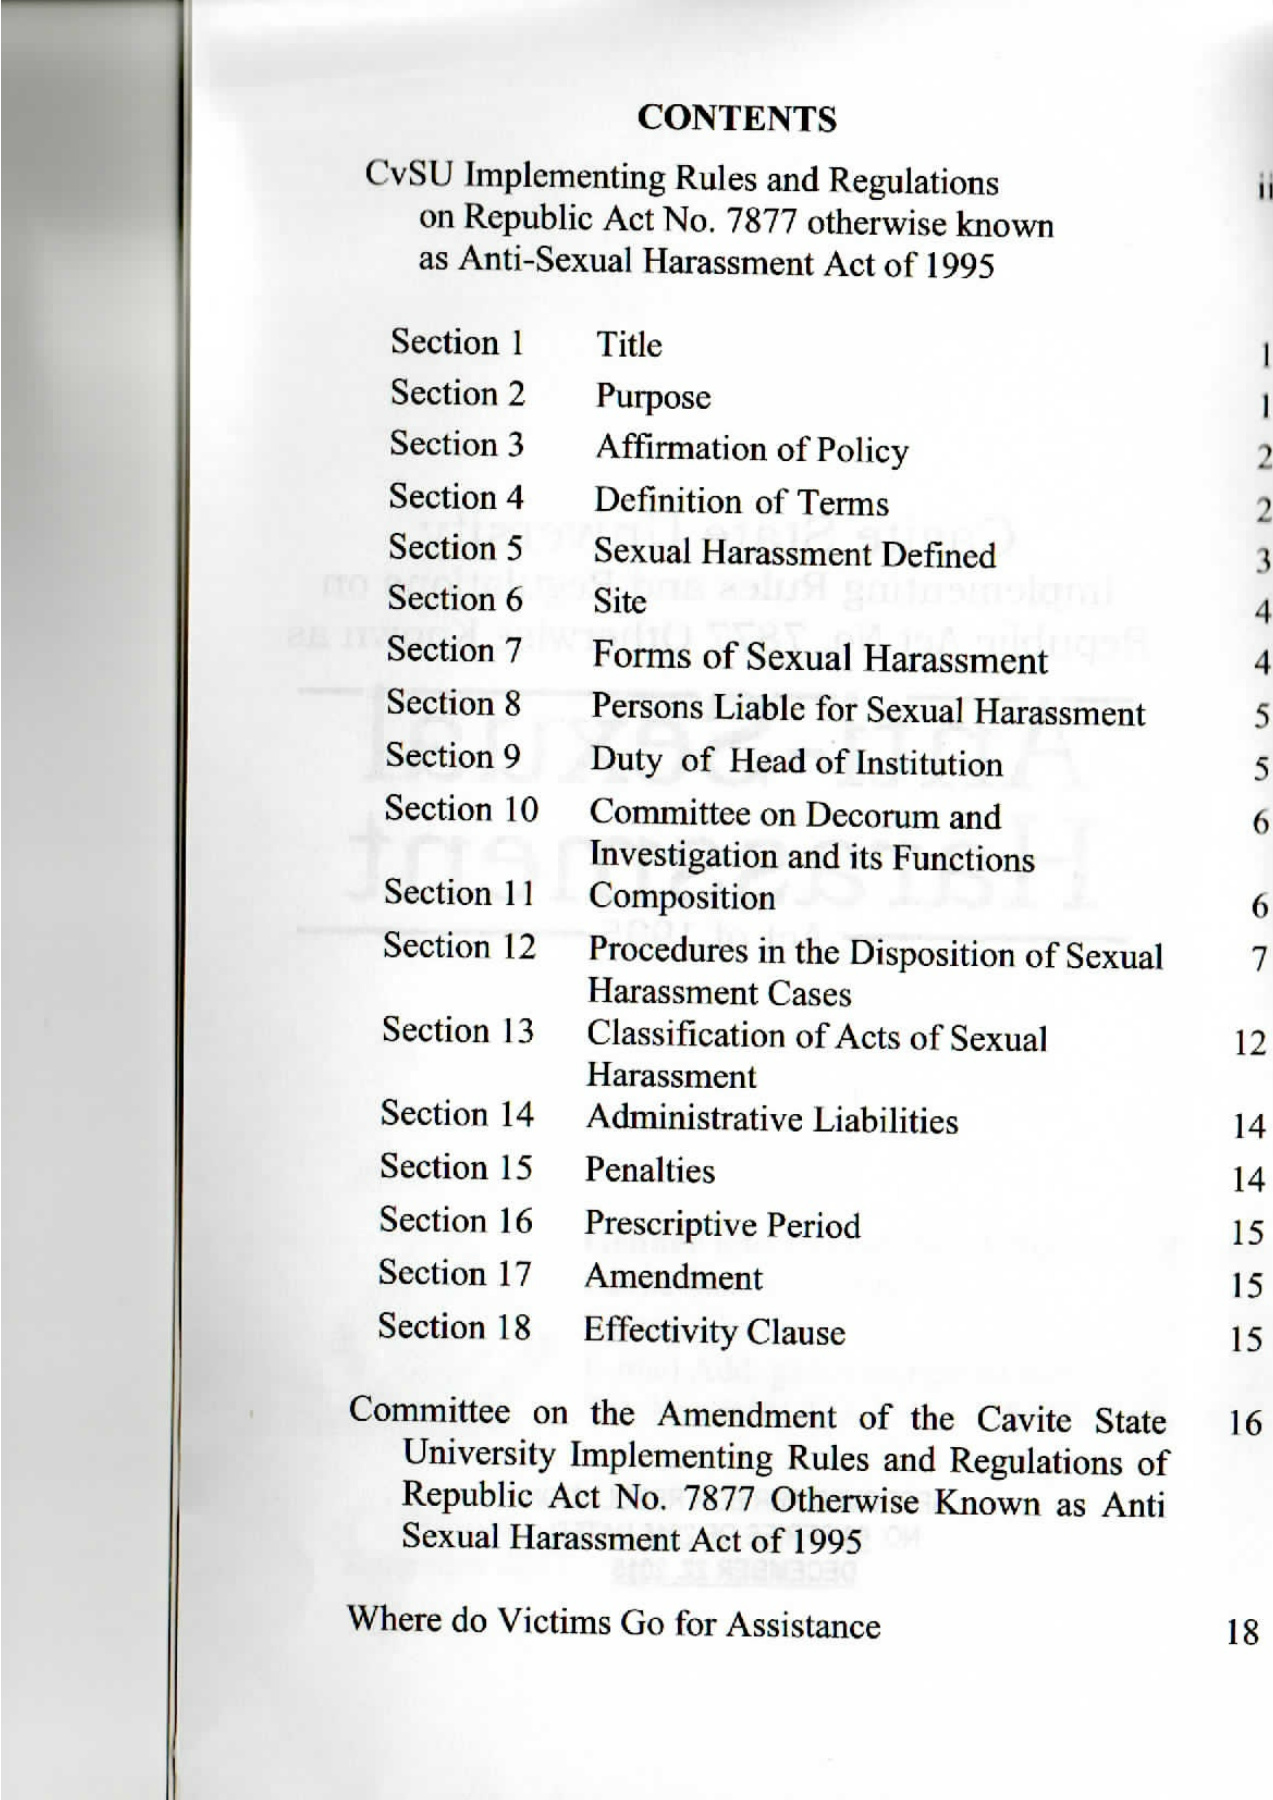 CONTENTS
CvSU Implementing Rules and Regulations ii
on Republic Act No. 7877 otherwise known
as Anti-Sexual Harassment Act of 1995
Section 1 Title 1
Section 2 Purpose 1
Section 3 Affirmation of Policy 2
Section 4 Definition of Terms 2
Section 5 Sexual Harassment Defined 3
Section 6 Site 4
Section 7 Forms of Sexual Harassment 4
Section 8 Persons Liable for Sexual Harassment 5
Section 9 Duty of Head of Institution 5
Section 10 Committee on Decorum and 6
Investigation and its Functions
Section 11 Composition 6
Section 12 Procedures in the Disposition of Sexual 7
Harassment Cases
Section 13 Classification of Acts of Sexual 12
Harassment
Section 14 Administrative Liabilities 14
Section 15 Penalties 14
Section 16 Prescriptive Period 15
Section 17 Amendment 15
Section 18 Effectivity Clause 15
Committee on the Amendment of the Cavite State 16
University Implementing Rules and Regulations of
Republic Act No. 7877 Otherwise Known as Anti
Sexual Harassment Act of 1995
Where do Victims Go for Assistance 18